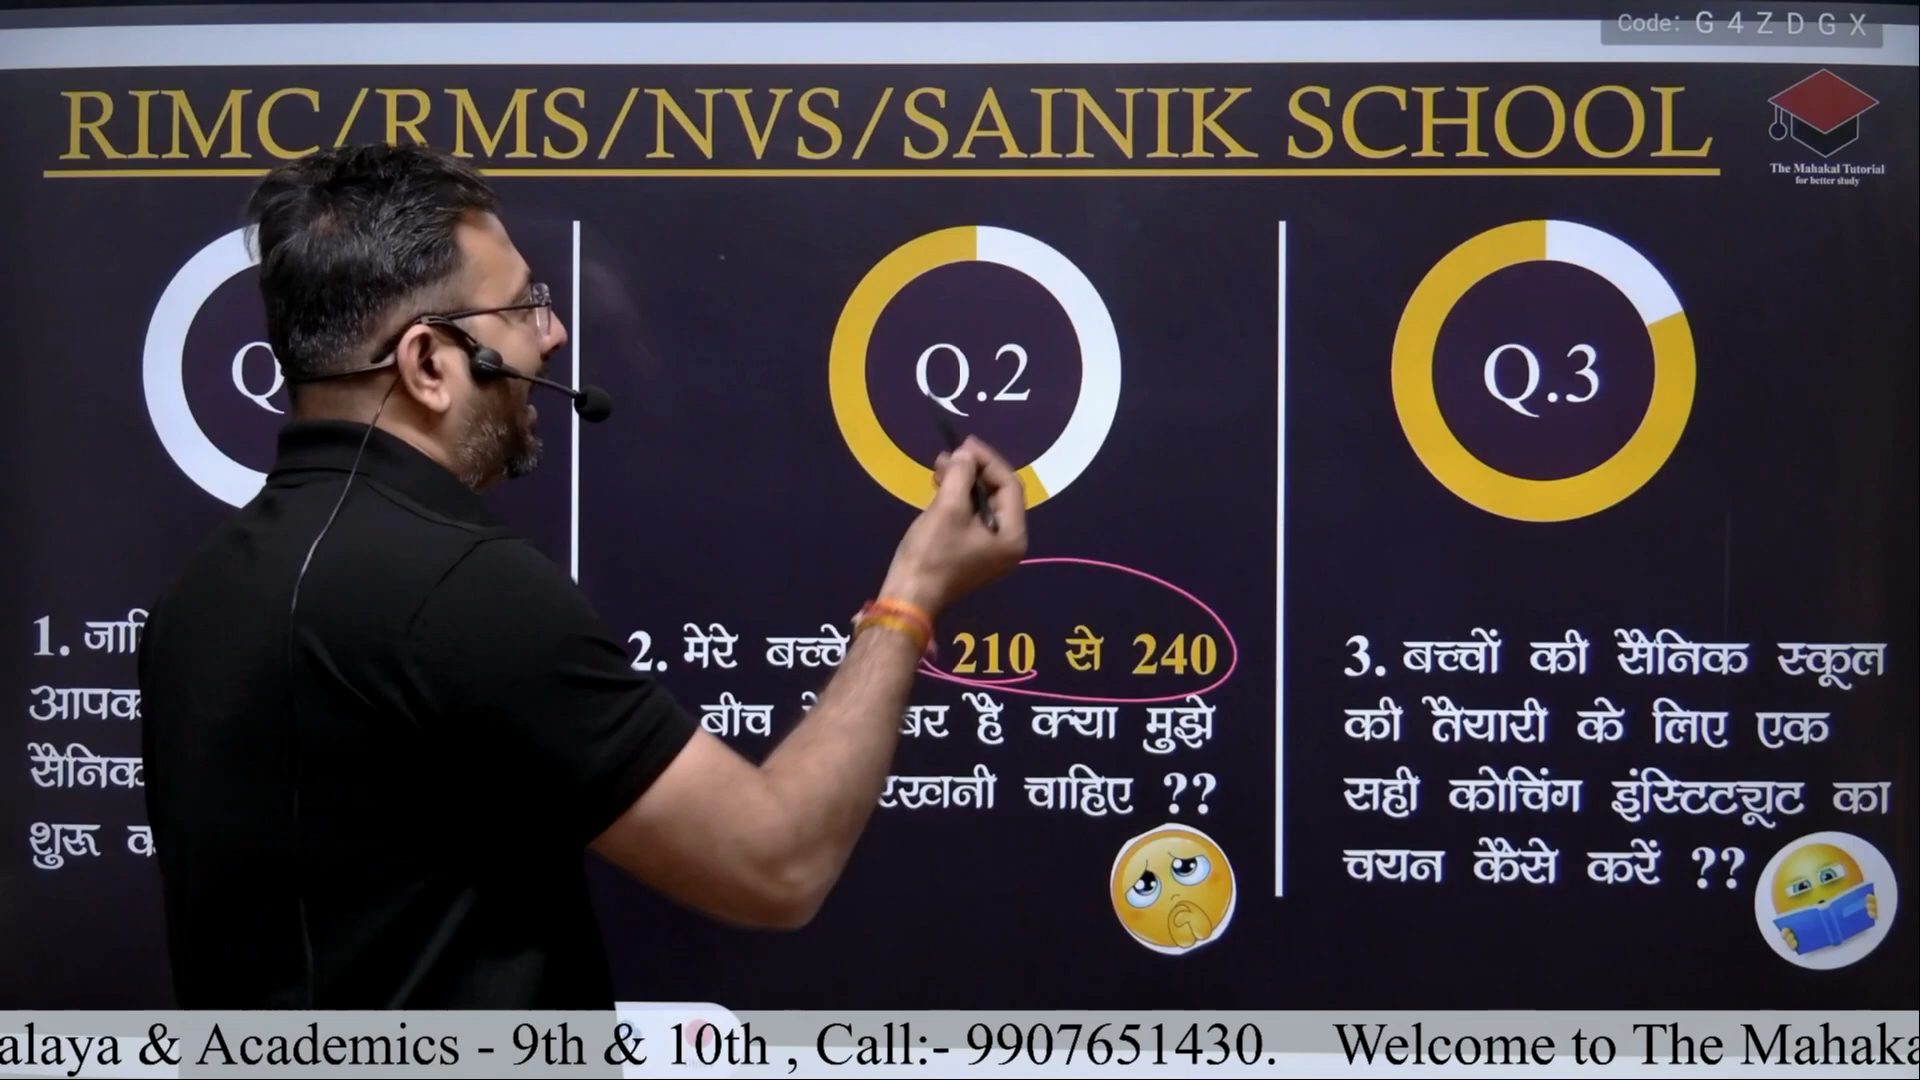 Code: G 4 Z D G X
RIMC/RMS/NVS/SAINIK SCHOOL
The Mahakal Tutorial
for better study
Q.2
Q.3
1.
आपक
सैनिक
शुरू
2. मेरे बच्चे 210 से 240
बीच है क्या मुझे
रखनी चाहिए ??
3. बच्चों की सैनिक स्कूल
की तैयारी के लिए एक
सही कोचिंग इंस्टिटयूट का
चयन कैसे करें ??
alaya & Academics - 9th & 10th , Call:- 9907651430. Welcome to The Mahaka